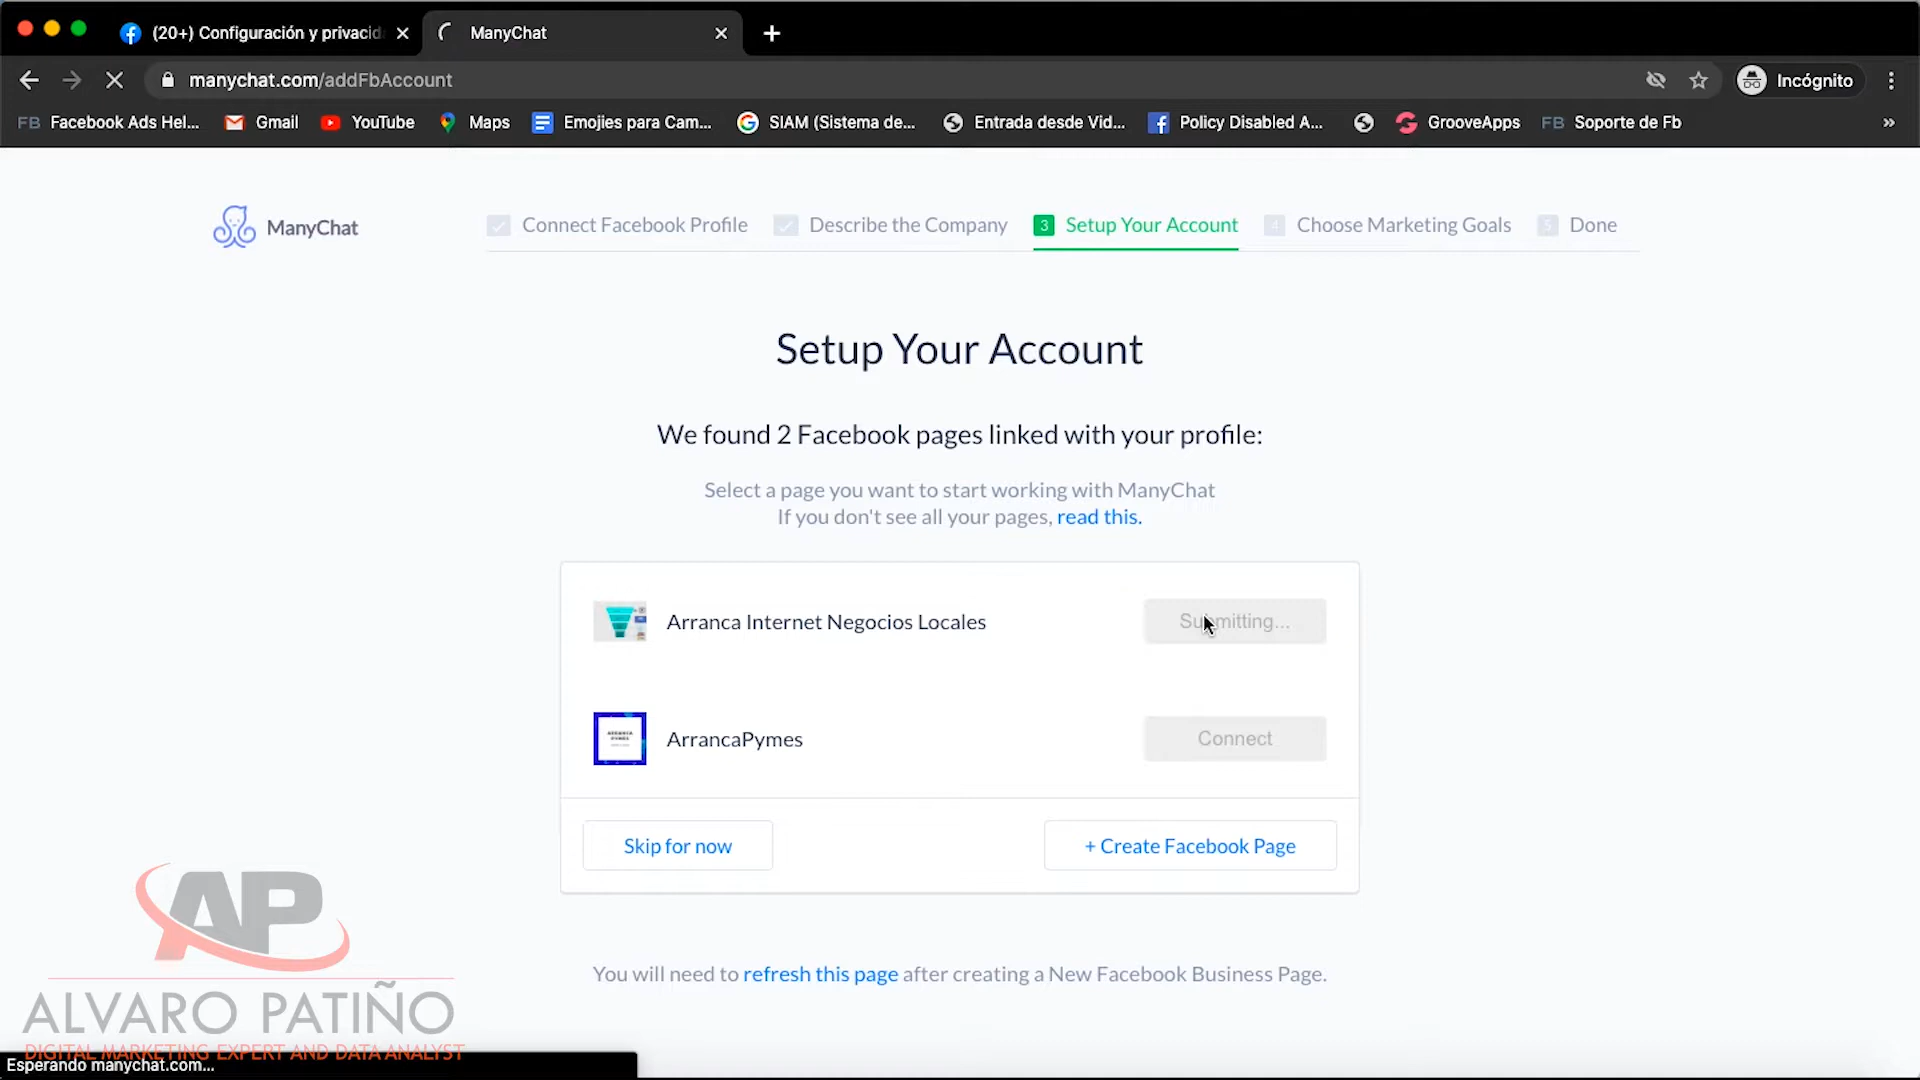 (20+) Configuración y privacid
ManyChat
manychat.com/addFbAccount
Incógnito
FB Facebook Ads Hel...
Gmail
YouTube
Maps
Emojies para Cam...
SIAM (Sistema de...
Entrada desde Vid...
Policy Disabled A...
GrooveApps
FB Soporte de Fb
»
ManyChat
Connect Facebook Profile
Describe the Company
3 Setup Your Account
4 Choose Marketing Goals
5 Done
Setup Your Account
We found 2 Facebook pages linked with your profile:
Select a page you want to start working with ManyChat
If you don't see all your pages, read this.
Arranca Internet Negocios Locales
Submitting...
ARRANCA
PYMES
ArrancaPymes
Connect
Skip for now
+ Create Facebook Page
You will need to refresh this page after creating a New Facebook Business Page.
AP
ALVARO PATIÑO
DIGITAL MARKETING EXPERT AND DATA ANALYST
Esperando manychat.com...